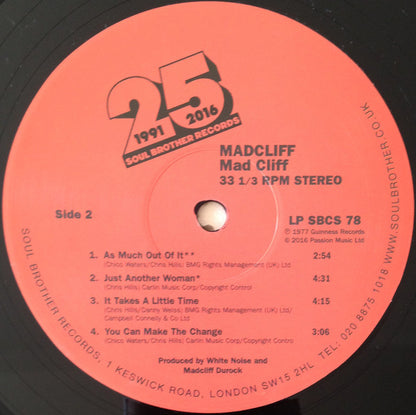 25
1991 2016
SOUL BROTHER RECORDS
MADCLIFF
Mad Cliff
33 1/3 RPM STEREO
Side 2
LP SBCS 78
℗ 1977 Guinness Records
© 2016 Passion Music Ltd
1. As Much Out Of It** 2:54
(Chico Waters/Chris Hills) BMG Rights Management (UK) Ltd
2. Just Another Woman* 4:31
(Chris Hills) Carlin Music Corp/Copyright Control
3. It Takes A Little Time 4:15
(Chris Hills/Danny Weiss) BMG Rights Management (UK) Ltd/
Campbell Connelly & Co Ltd
4. You Can Make The Change 3:06
(Chico Waters/Chris Hills) Carlin Music Corp/Copyright Control
Produced by White Noise and
Madcliff Durock
SOUL BROTHER RECORDS, 1 KESWICK ROAD, LONDON SW15 2HL. TEL: 020 8875 1018 WWW.SOULBROTHER.CO.UK